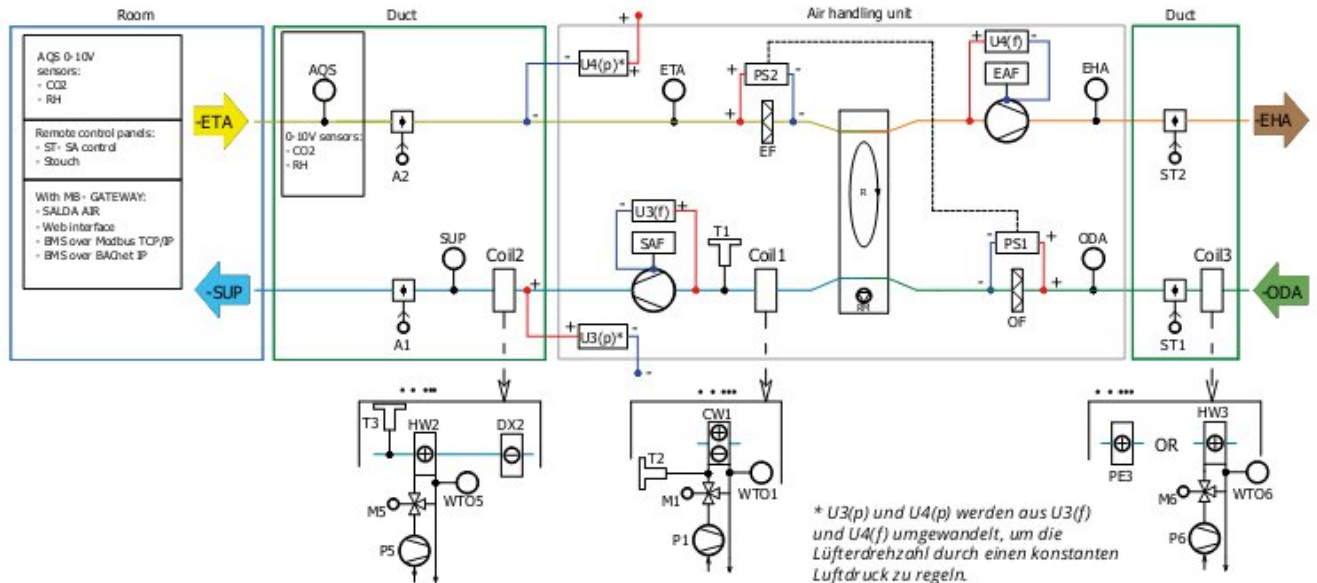 Room
Duct
Air handling unit
Duct
AQS 0-10V
sensors:
- CO2
- RH
Remote control panels:
- ST- SA control
- Stouch
With MB- GATEWAY:
- SALDA AIR
- Web interface
- BMS over Modbus TCP/IP
- BMS over BACnet IP
-ETA
-SUP
AQS
0-10V sensors:
- CO2
- RH
A2
SUP
Coil2
A1
- U4(p)* +
+
-
ETA
+ PS2 -
EF
+ U4(f) -
EAF
EHA
- U3(f) +
SAF
T1
Coil1
R
RM
- PS1 +
OF
ODA
+
+ U3(p)* -
-
ST2
-EHA
Coil3
ST1
-ODA
T3
HW2
DX2
M5
WTO5
P5
CW1
T2
M1
WTO1
P1
HW3
OR
PE3
M6
WTO6
P6
* U3(p) und U4(p) werden aus U3(f)
und U4(f) umgewandelt, um die
Lüfterdrehzahl durch einen konstanten
Luftdruck zu regeln.